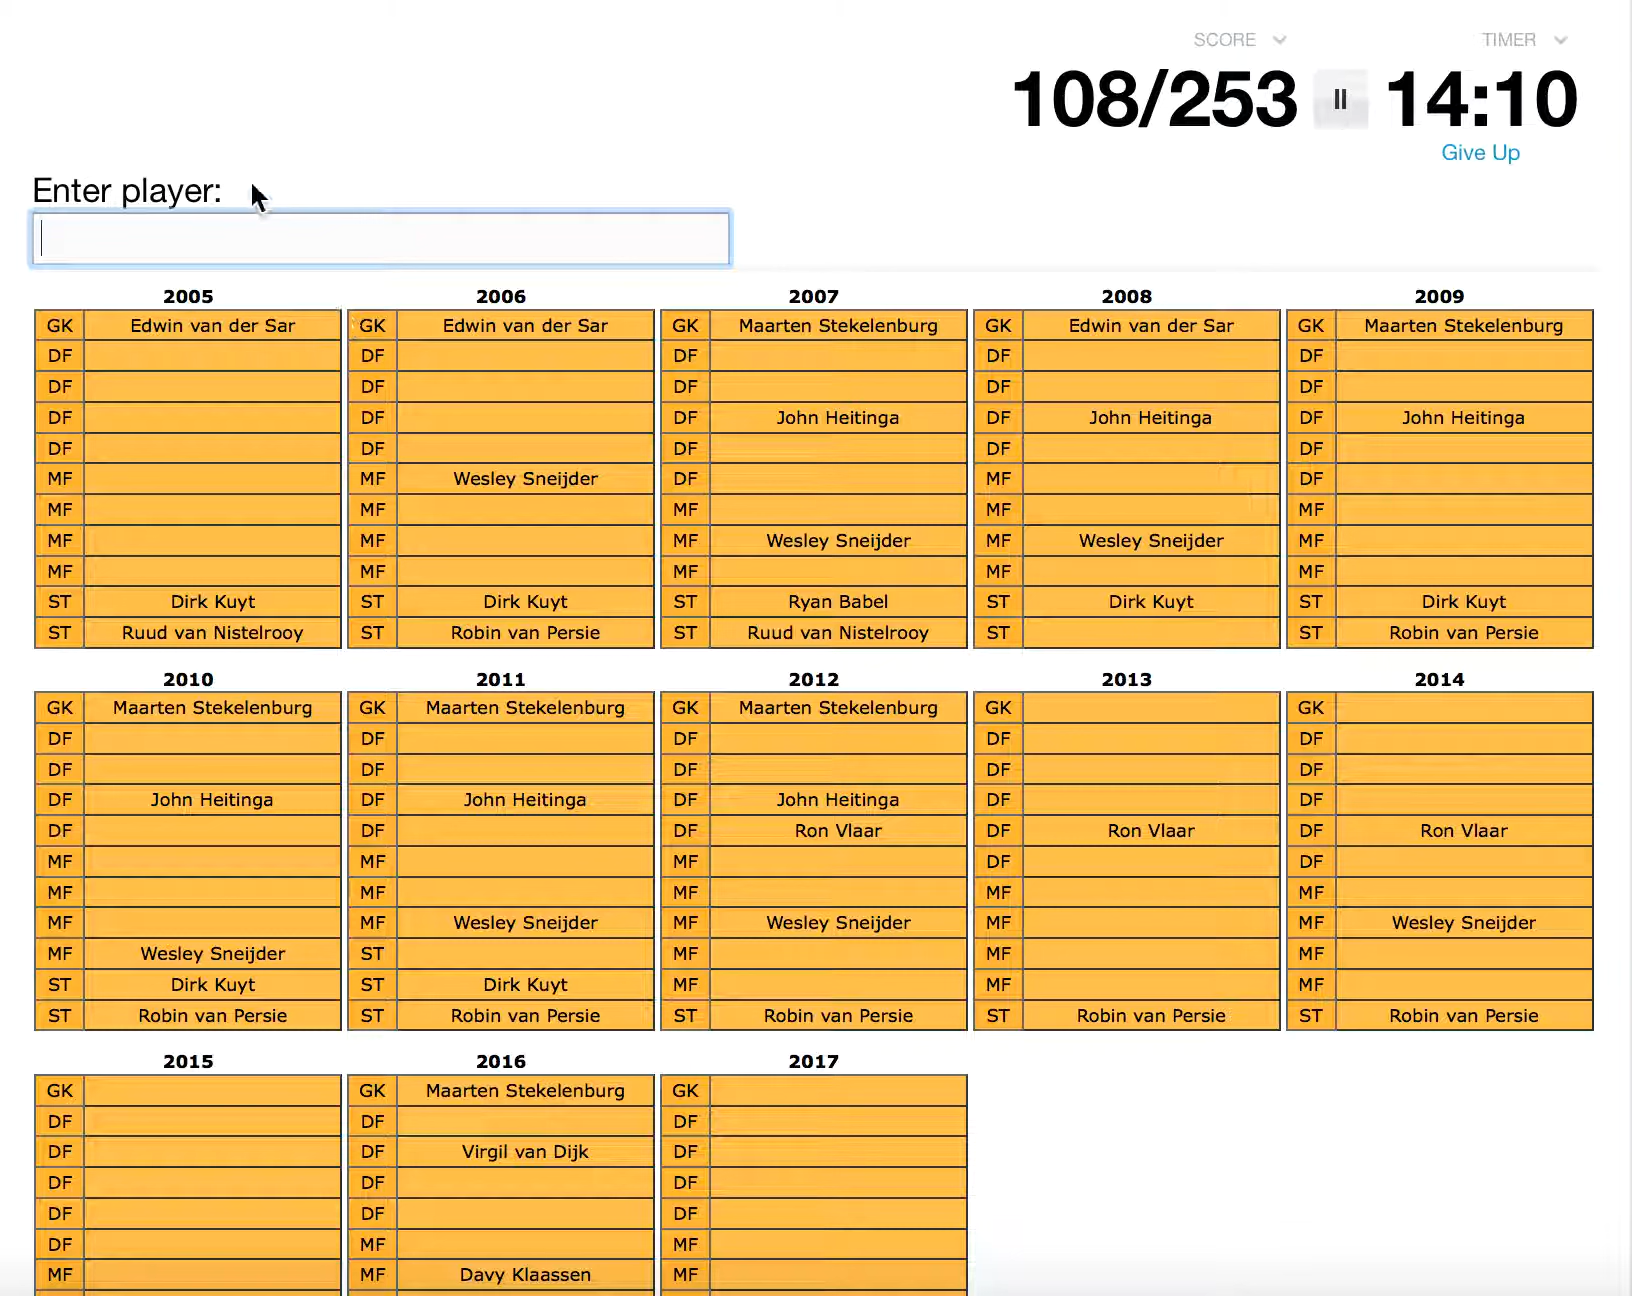 SCORE TIMER
108/253 14:10
Give Up
Enter player:
2005 2006 2007 2008 2009
GK Edwin van der Sar GK Edwin van der Sar GK Maarten Stekelenburg GK Edwin van der Sar GK Maarten Stekelenburg
DF DF DF DF DF
DF DF DF DF DF
DF DF DF John Heitinga DF John Heitinga DF John Heitinga
DF DF DF DF DF
MF MF Wesley Sneijder DF MF DF
MF MF MF MF MF
MF MF MF Wesley Sneijder MF Wesley Sneijder MF
MF MF MF MF MF
ST Dirk Kuyt ST Dirk Kuyt ST Ryan Babel ST Dirk Kuyt ST Dirk Kuyt
ST Ruud van Nistelrooy ST Robin van Persie ST Ruud van Nistelrooy ST ST Robin van Persie
2010 2011 2012 2013 2014
GK Maarten Stekelenburg GK Maarten Stekelenburg GK Maarten Stekelenburg GK GK
DF DF DF DF DF
DF DF DF DF DF
DF John Heitinga DF John Heitinga DF John Heitinga DF DF
DF DF DF Ron Vlaar DF Ron Vlaar DF Ron Vlaar
MF MF MF DF DF
MF MF MF MF MF
MF MF Wesley Sneijder MF Wesley Sneijder MF MF Wesley Sneijder
MF Wesley Sneijder ST MF MF MF
ST Dirk Kuyt ST Dirk Kuyt MF MF MF
ST Robin van Persie ST Robin van Persie ST Robin van Persie ST Robin van Persie ST Robin van Persie
2015 2016 2017
GK GK Maarten Stekelenburg GK
DF DF DF
DF DF Virgil van Dijk DF
DF DF DF
DF DF DF
DF MF MF
MF MF Davy Klaassen MF